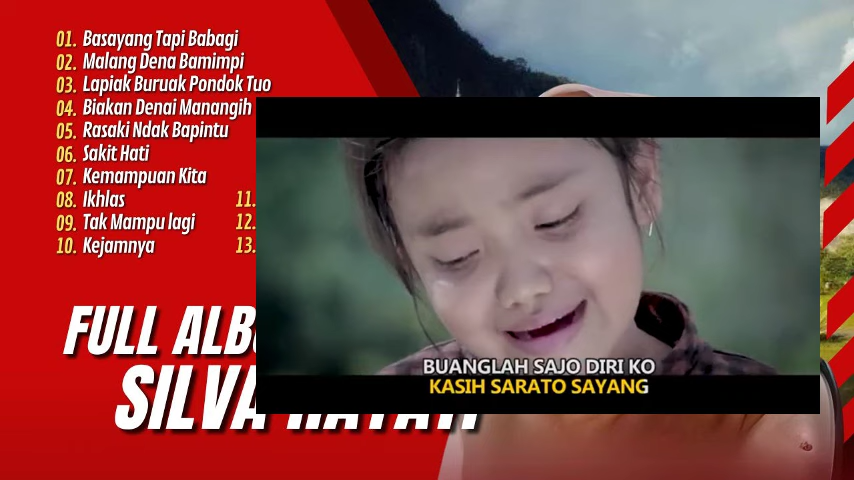 01. Basayang Tapi Babagi
02. Malang Dena Bamimpi
03. Lapiak Buruak Pondok Tuo
04. Biakan Denai Manangih
05. Rasaki Ndak Bapintu
06. Sakit Hati
07. Kemampuan Kita
08. Ikhlas
09. Tak Mampu lagi
10. Kejamnya
11.
12.
13.
FULL ALBU
SILVA
BUANGLAH SAJO DIRI KO
KASIH SARATO SAYANG